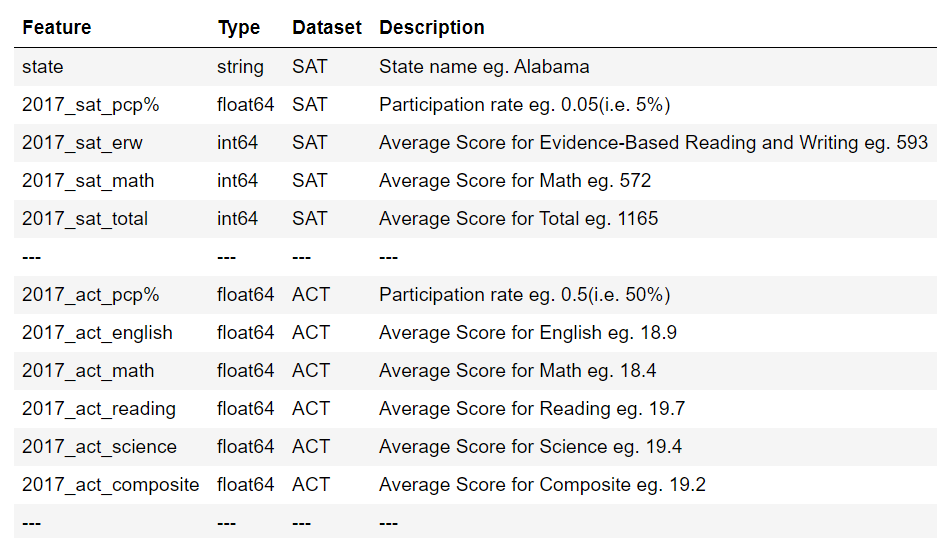 Feature Type Dataset Description
state string SAT State name eg. Alabama
2017_sat_pcp% float64 SAT Participation rate eg. 0.05(i.e. 5%)
2017_sat_erw int64 SAT Average Score for Evidence-Based Reading and Writing eg. 593
2017_sat_math int64 SAT Average Score for Math eg. 572
2017_sat_total int64 SAT Average Score for Total eg. 1165
--- --- --- ---
2017_act_pcp% float64 ACT Participation rate eg. 0.5(i.e. 50%)
2017_act_english float64 ACT Average Score for English eg. 18.9
2017_act_math float64 ACT Average Score for Math eg. 18.4
2017_act_reading float64 ACT Average Score for Reading eg. 19.7
2017_act_science float64 ACT Average Score for Science eg. 19.4
2017_act_composite float64 ACT Average Score for Composite eg. 19.2
--- --- --- ---